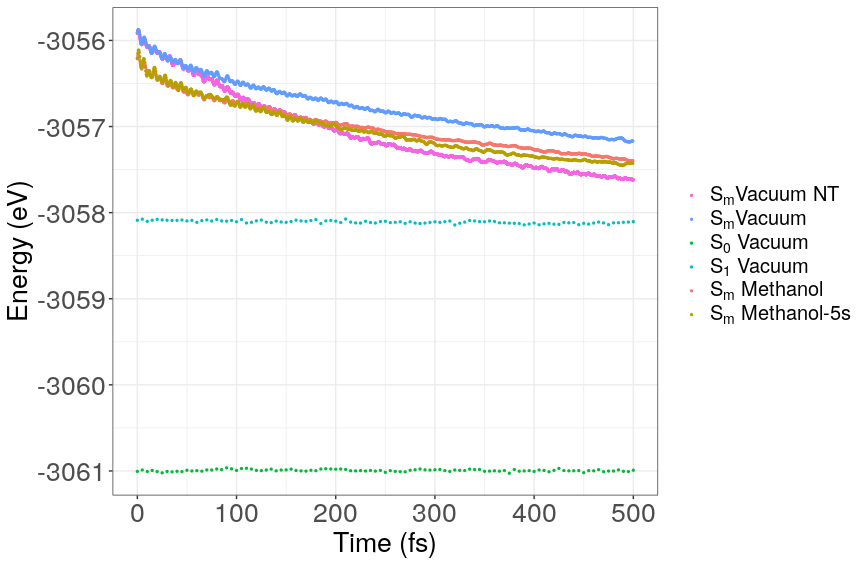 Energy (eV)
-3056
-3057
-3058
-3059
-3060
-3061
0 100 200 300 400 500
Time (fs)
SmVacuum NT
SmVacuum
S0 Vacuum
S1 Vacuum
Sm Methanol
Sm Methanol-5s